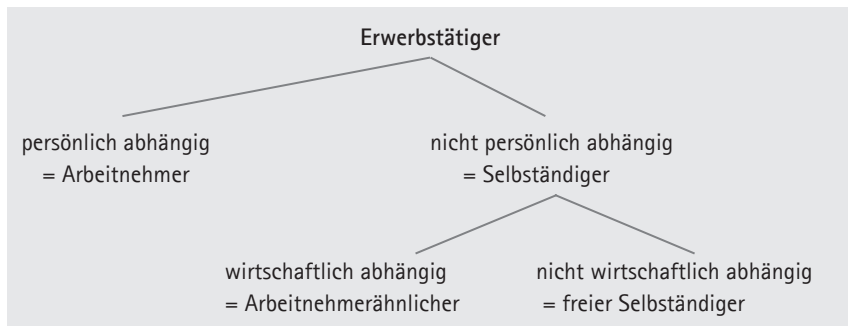 Erwerbstätiger
persönlich abhängig
= Arbeitnehmer
nicht persönlich abhängig
= Selbständiger
wirtschaftlich abhängig
= Arbeitnehmerähnlicher
nicht wirtschaftlich abhängig
= freier Selbständiger